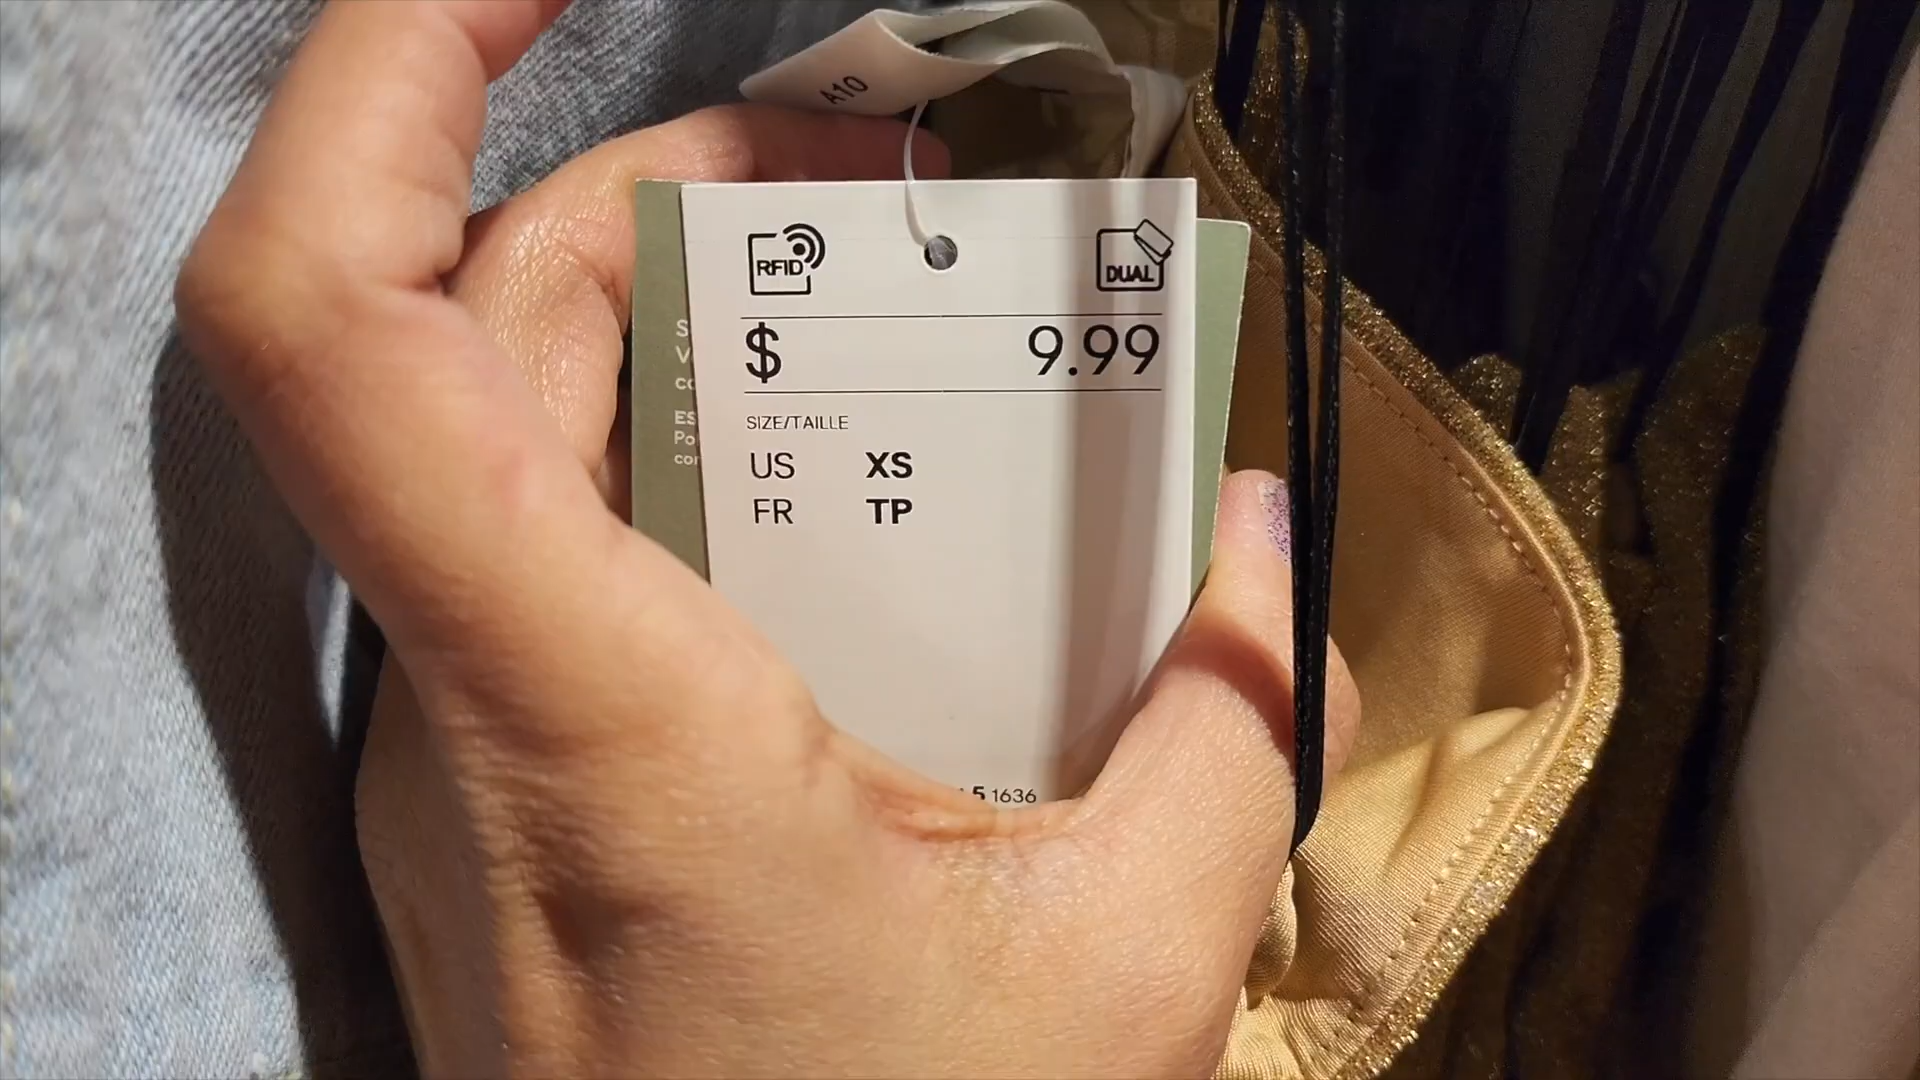 A10
RFID
DUAL
$ 9.99
SIZE/TAILLE
US XS
FR TP
5 1636